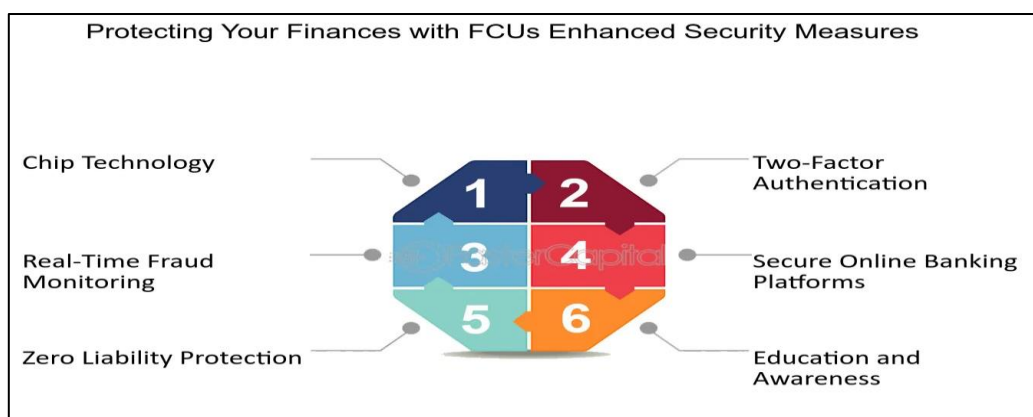 Protecting Your Finances with FCUs Enhanced Security Measures
Chip Technology
1
2
Two-Factor
Authentication
Real-Time Fraud
Monitoring
3
4
Secure Online Banking
Platforms
Zero Liability Protection
5
6
Education and
Awareness